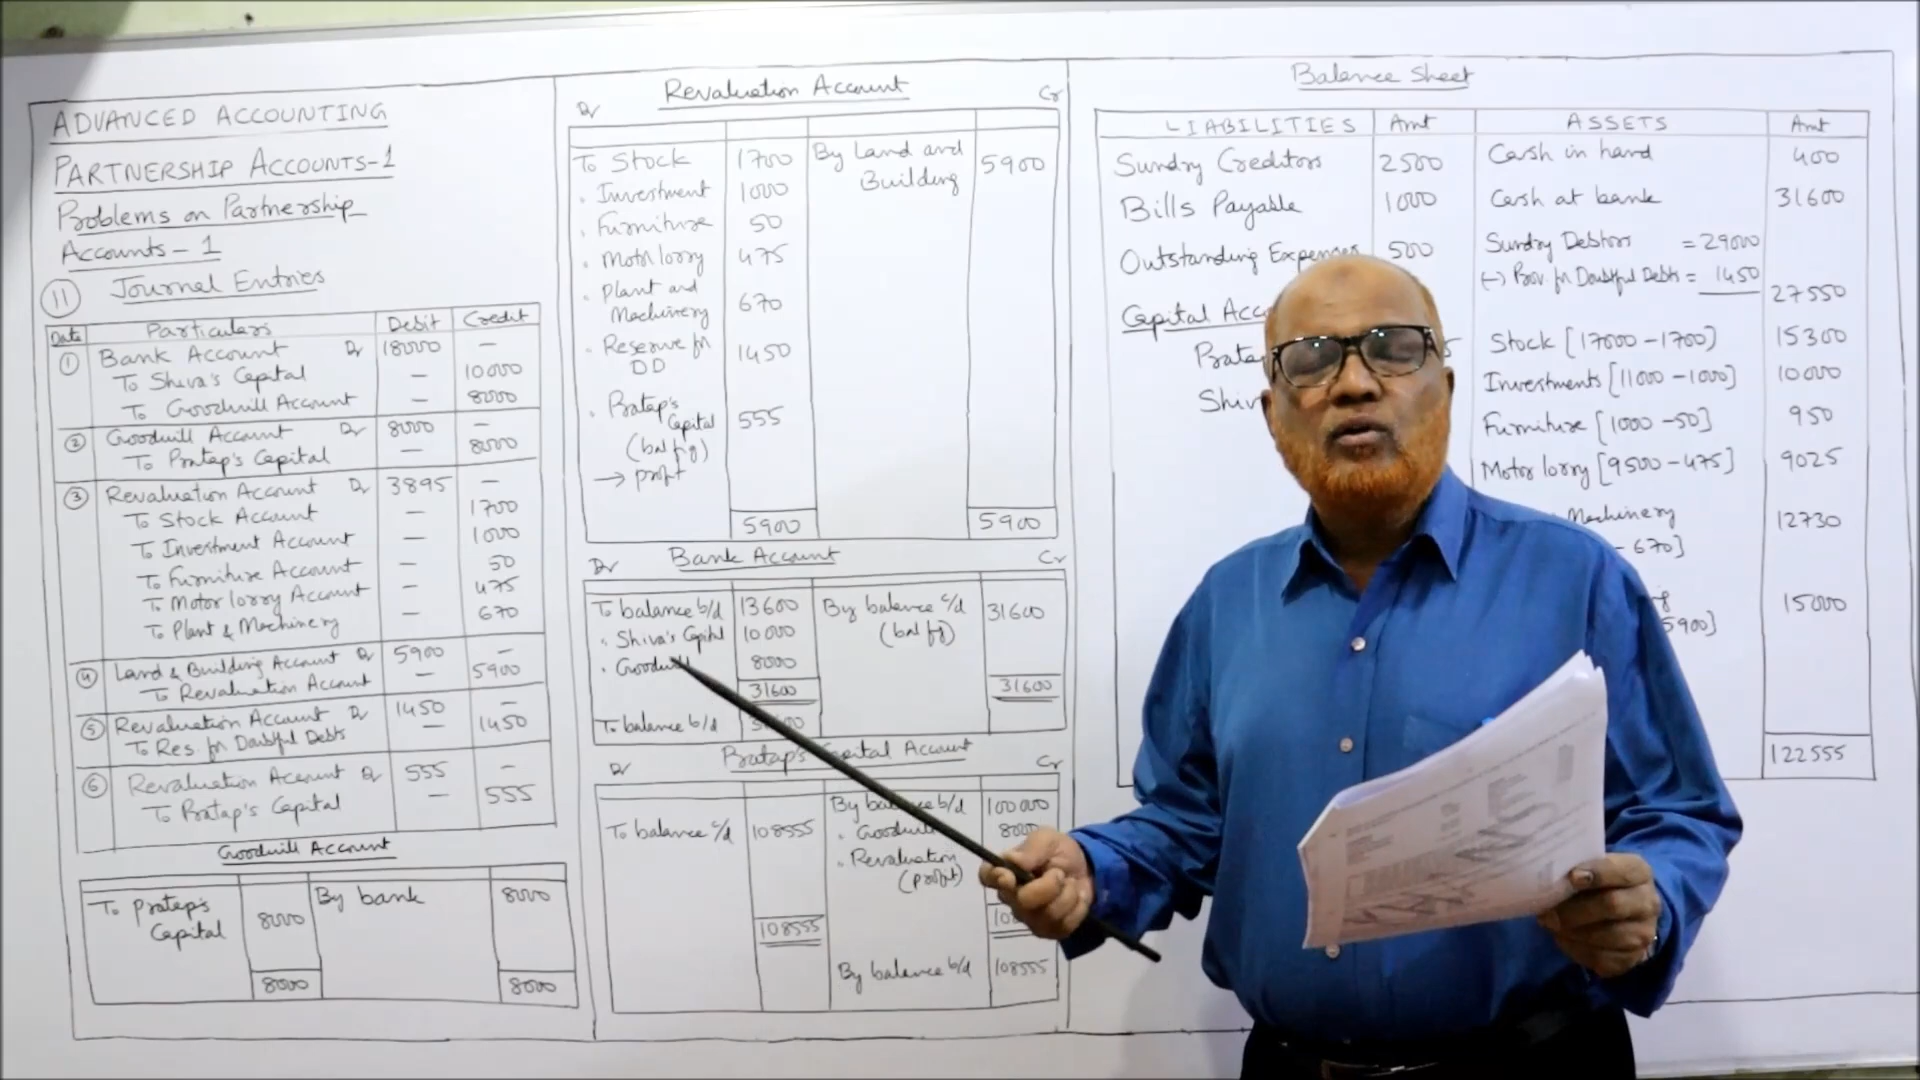 ADVANCED ACCOUNTING
PARTNERSHIP ACCOUNTS-1
Problems on Partnership
Accounts - 1
11 Journal Entries
Date Particulars Debit Credit
1 Bank Account Dr 18000 —
To Shiva's Capital — 10000
To Goodwill Account — 8000
2 Goodwill Account Dr 8000 —
To Pratap's Capital — 8000
3 Revaluation Account Dr 3895 —
To Stock Account — 1700
To Investment Account — 1000
To Furniture Account — 50
To Motor lorry Account — 475
To Plant & Machinery — 670
4 Land & Building Account Dr 5900 —
To Revaluation Account — 5900
5 Revaluation Account Dr 1450 —
To Res. for Doubtful Debts — 1450
6 Revaluation Account Dr 555 —
To Pratap's Capital — 555
Goodwill Account
To Pratap's 8000 By bank 8000
Capital
8000 8000
Revaluation Account
Dr Cr
To Stock 1700 By Land and 5900
Building
" Investment 1000
" Furniture 50
" Motor lorry 475
" Plant and
Machinery 670
" Reserve for 1450
DD
" Pratap's
Capital 555
(bal fig)
→ profit
5900 5900
Bank Account
Dr Cr
To balance b/d 13600 By balance c/d 31600
" Shiva's Capital 10000 (bal fig)
" Goodwill 8000
31600 31600
To balance b/d
Pratap's Capital Account
Dr Cr
By balance b/d 100000
To balance c/d 108555 " Goodwill 8000
" Revaluation
(profit)
108555
By balance b/d 108555
Balance Sheet
LIABILITIES Amt ASSETS Amt
Sundry Creditors 2500 Cash in hand 400
Bills Payable 1000 Cash at bank 31600
Outstanding Expenses 500 Sundry Debtors = 29000
(-) Prov. for Doubtful Debts = 1450
27550
Capital
Stock [17000 - 1700] 15300
Investments [11000 - 1000] 10000
Furniture [1000 - 50] 950
Motor lorry [9500 - 475] 9025
Machinery 12730
- 670]
15000
5900]
122555